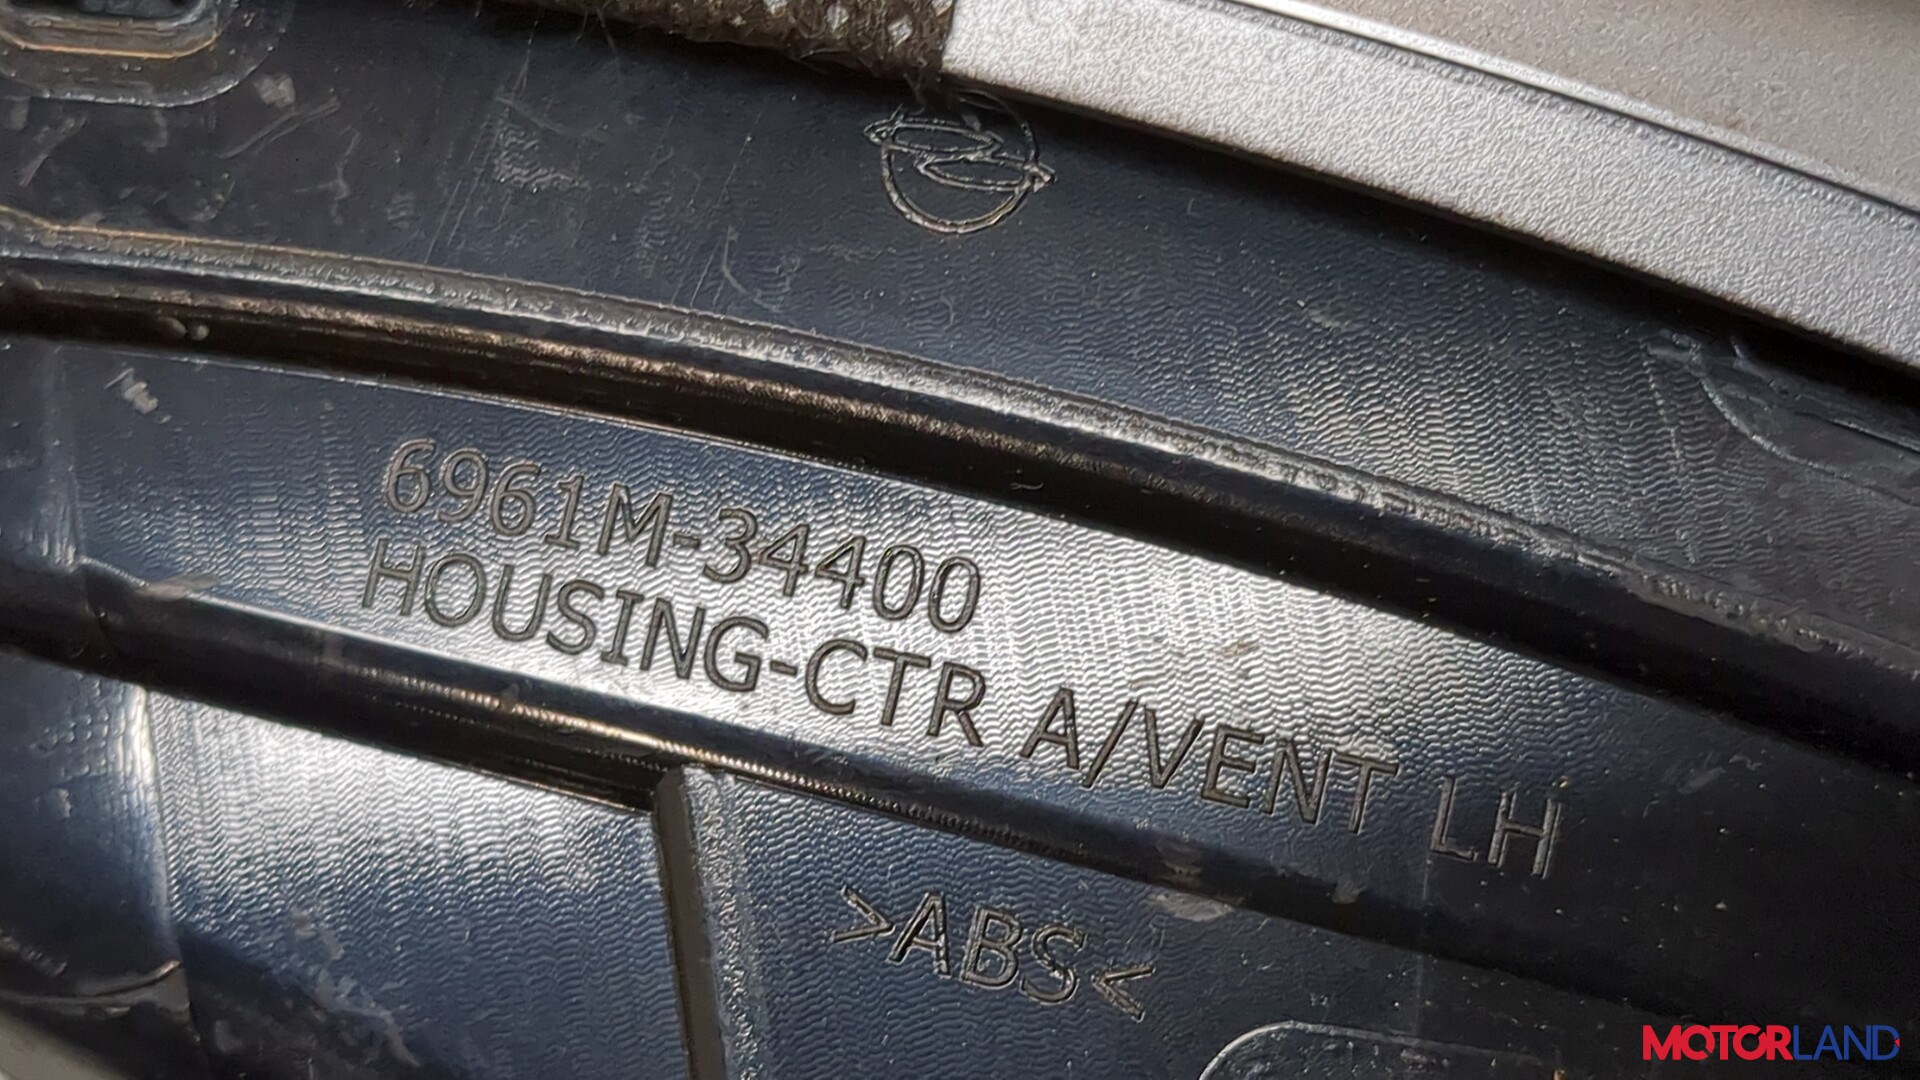 6961M-34400
HOUSING-CTR A/VENT LH
>ABS<
MOTORLAND